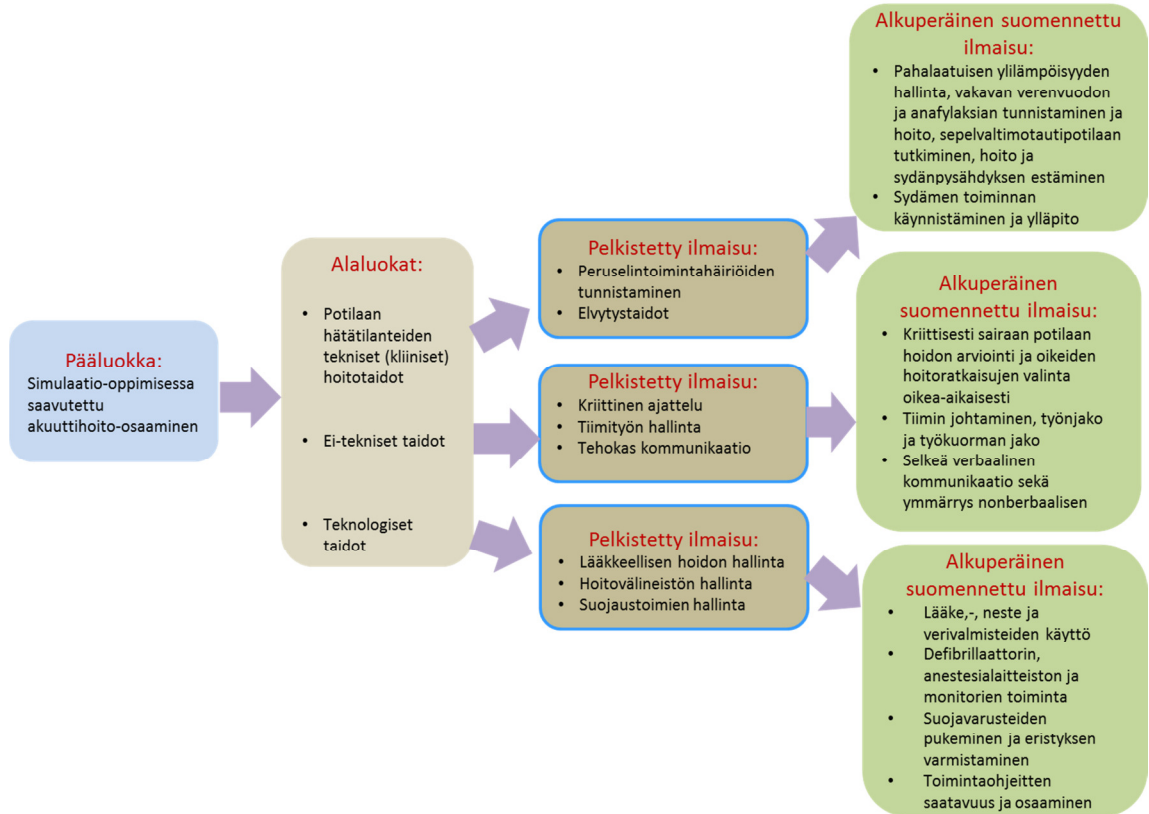 Pääluokka:
Simulaatio-oppimisessa
saavutettu
akuuttihoito-osaaminen
Alaluokat:
• Potilaan
hätätilanteiden
tekniset (kliiniset)
hoitotaidot
• Ei-tekniset taidot
• Teknologiset
taidot
Pelkistetty ilmaisu:
• Peruselintoimintahäiriöiden
tunnistaminen
• Elvytystaidot
Pelkistetty ilmaisu:
• Kriittinen ajattelu
• Tiimityön hallinta
• Tehokas kommunikaatio
Pelkistetty ilmaisu:
• Lääkkeellisen hoidon hallinta
• Hoitovälineistön hallinta
• Suojaustoimien hallinta
Alkuperäinen suomennettu
ilmaisu:
• Pahalaatuisen ylilämpöisyyden
hallinta, vakavan verenvuodon
ja anafylaksian tunnistaminen ja
hoito, sepelvaltimotautipotilaan
tutkiminen, hoito ja
sydänpysähdyksen estäminen
• Sydämen toiminnan
käynnistäminen ja ylläpito
Alkuperäinen
suomennettu ilmaisu:
• Kriittisesti sairaan potilaan
hoidon arviointi ja oikeiden
hoitoratkaisujen valinta
oikea-aikaisesti
• Tiimin johtaminen, työnjako
ja työkuorman jako
• Selkeä verbaalinen
kommunikaatio sekä
ymmärrys nonberbaalisen
Alkuperäinen
suomennettu ilmaisu:
• Lääke,-, neste ja
verivalmisteiden käyttö
• Defibrillaattorin,
anestesialaitteiston ja
monitorien toiminta
• Suojavarusteiden
pukeminen ja eristyksen
varmistaminen
• Toimintaohjeitten
saatavuus ja osaaminen